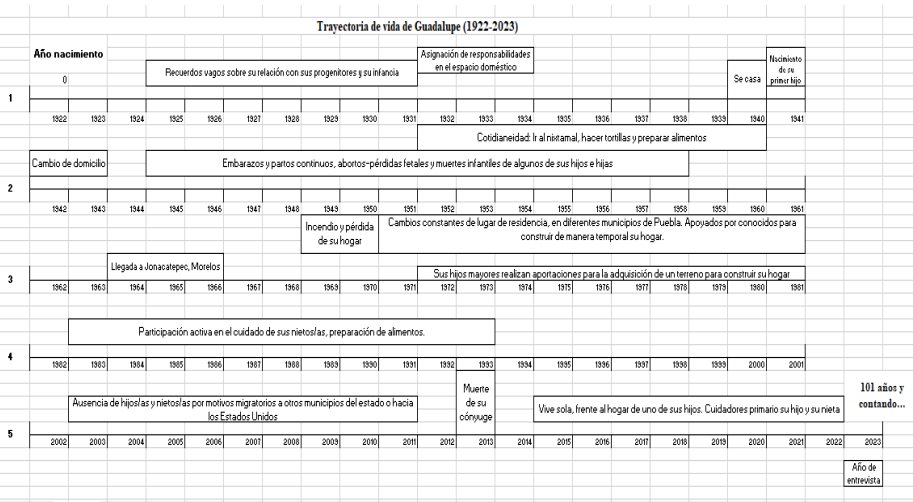 Trayectoria de vida de Guadalupe (1922-2023)
Año nacimiento
0
Recuerdos vagos sobre su relación con sus progenitores y su infancia
Asignación de responsabilidades
en el espacio doméstico
Se casa
Nacimiento
de su
primer hijo
1
1922 1923 1924 1925 1926 1927 1928 1929 1930 1931 1932 1933 1934 1935 1936 1937 1938 1939 1940 1941
Cotidianeidad: Ir al nixtamal, hacer tortillas y preparar alimentos
Cambio de domicilio
Embarazos y partos continuos, abortos-pérdidas fetales y muertes infantiles de algunos de sus hijos e hijas
2
1942 1943 1944 1945 1946 1947 1948 1949 1950 1951 1952 1953 1954 1955 1956 1957 1958 1959 1960 1961
Incendio y pérdida
de su hogar
Cambios constantes de lugar de residencia, en diferentes municipios de Puebla. Apoyados por conocidos para
construir de manera temporal su hogar.
Llegada a Jonacatepec, Morelos
Sus hijos mayores realizan aportaciones para la adquisición de un terreno para construir su hogar
3
1962 1963 1964 1965 1966 1967 1968 1969 1970 1971 1972 1973 1974 1975 1976 1977 1978 1979 1980 1981
Participación activa en el cuidado de sus nietos/as, preparación de alimentos.
4
1982 1983 1984 1985 1986 1987 1988 1989 1990 1991 1992 1993 1994 1995 1996 1997 1998 1999 2000 2001
Muerte
de su
cónyuge
101 años y
contando...
Ausencia de hijos/as y nietos/as por motivos migratorios a otros municipios del estado o hacia
los Estados Unidos
Vive sola, frente al hogar de uno de sus hijos. Cuidadores primario su hijo y su nieta
5
2002 2003 2004 2005 2006 2007 2008 2009 2010 2011 2012 2013 2014 2015 2016 2017 2018 2019 2020 2021 2022 2023
Año de
entrevista